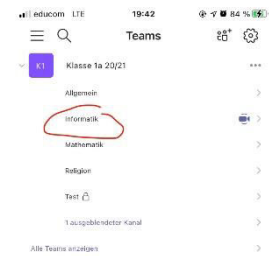 educom LTE 19:42 84 %
Teams
K1 Klasse 1a 20/21
Allgemein
Informatik
Mathematik
Religion
Test
1 ausgeblendeter Kanal
Alle Teams anzeigen